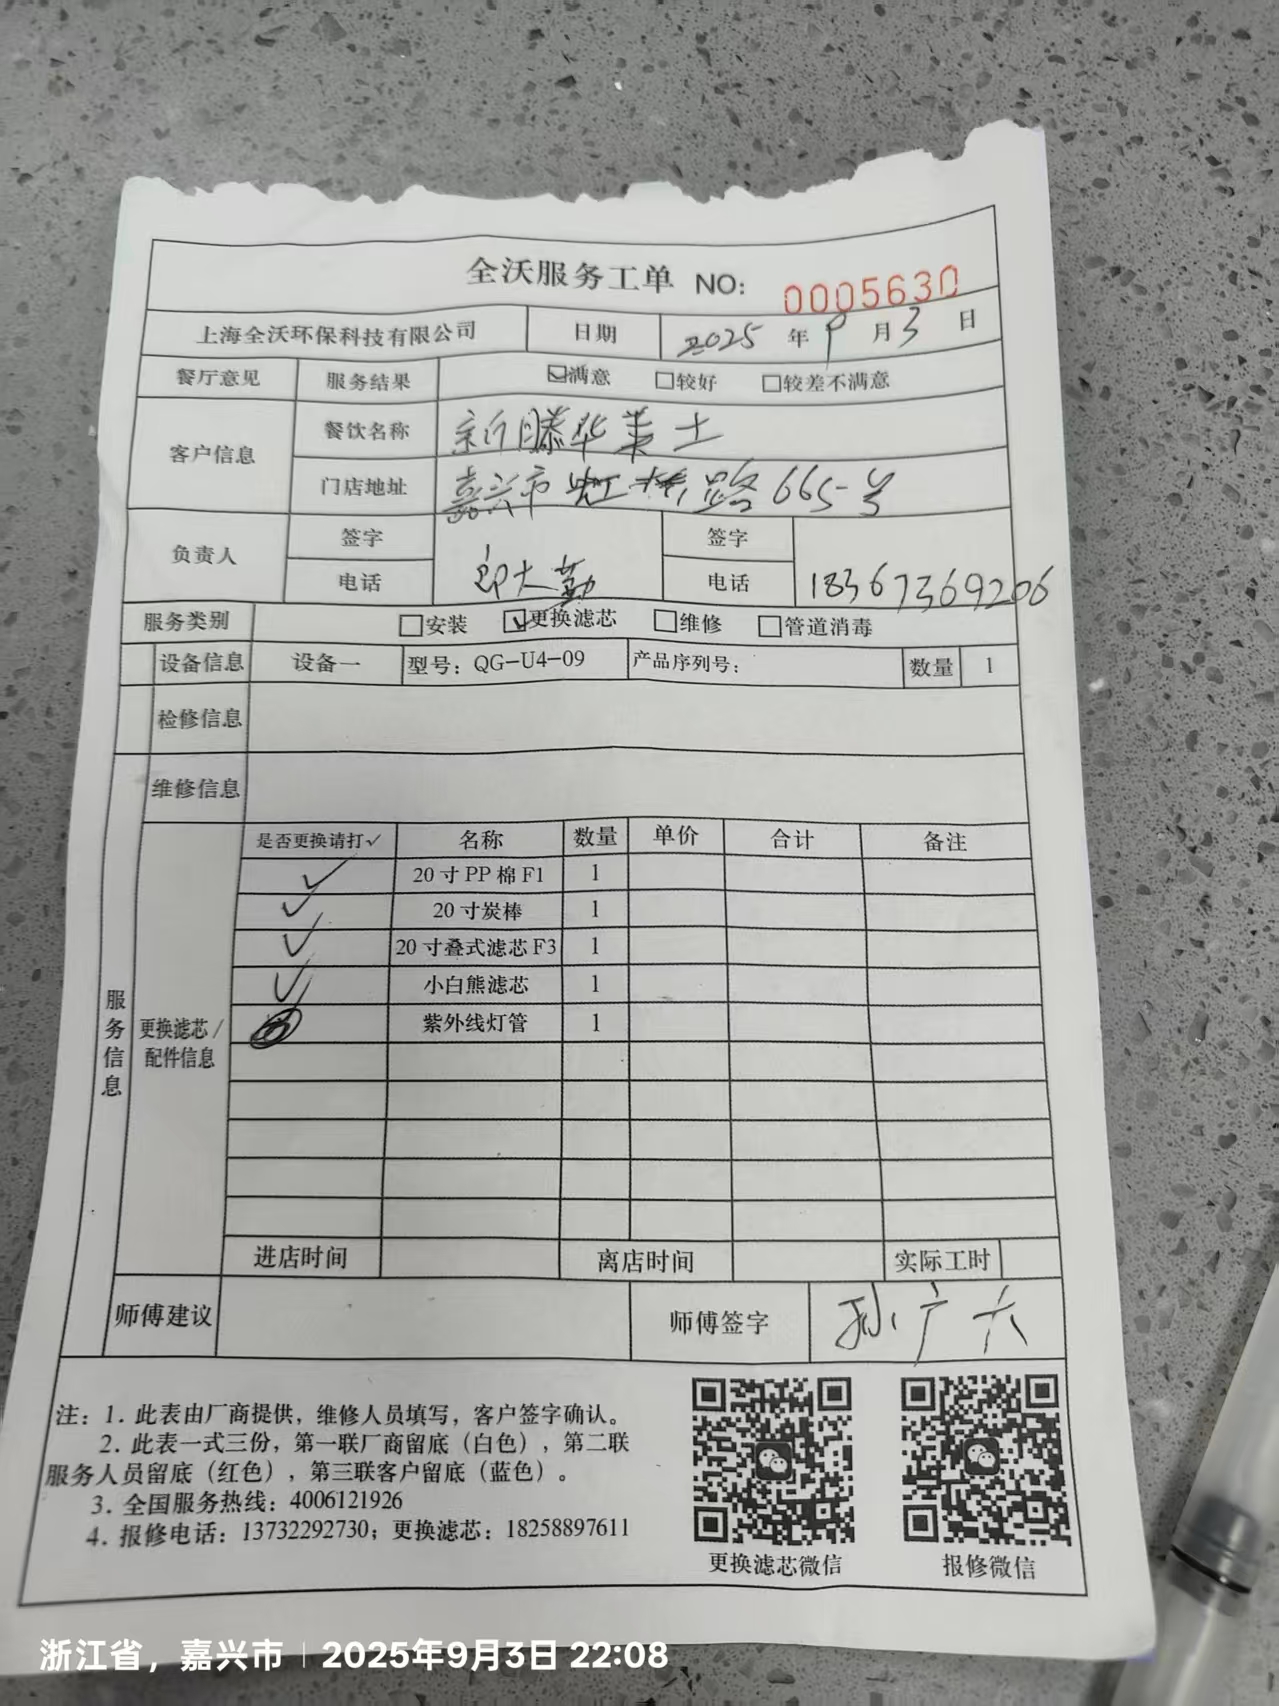 全沃服务工单 NO: 0005630
上海全沃环保科技有限公司 日期 2025 年 9 月 3 日
餐厅意见 服务结果 ☑满意 □较好 □较差不满意
客户信息 餐饮名称 新滕华莱士
门店地址 嘉兴市虹桥路665号
负责人 签字 签字
电话 郎大勤 电话 18367369206
服务类别 □安装 ☑更换滤芯 □维修 □管道消毒
设备信息 设备一 型号：QG-U4-09 产品序列号： 数量 1
检修信息
维修信息
服务信息
更换滤芯/配件信息
是否更换请打✓ 名称 数量 单价 合计 备注
✓ 20寸PP棉F1 1
✓ 20寸炭棒 1
✓ 20寸叠式滤芯F3 1
✓ 小白熊滤芯 1
紫外线灯管 1
进店时间 离店时间 实际工时
师傅建议 师傅签字 孙广六
注：1. 此表由厂商提供，维修人员填写，客户签字确认。
2. 此表一式三份，第一联厂商留底（白色），第二联
服务人员留底（红色），第三联客户留底（蓝色）。
3. 全国服务热线：4006121926
4. 报修电话：13732292730；更换滤芯：18258897611
更换滤芯微信 报修微信
浙江省，嘉兴市 | 2025年9月3日 22:08